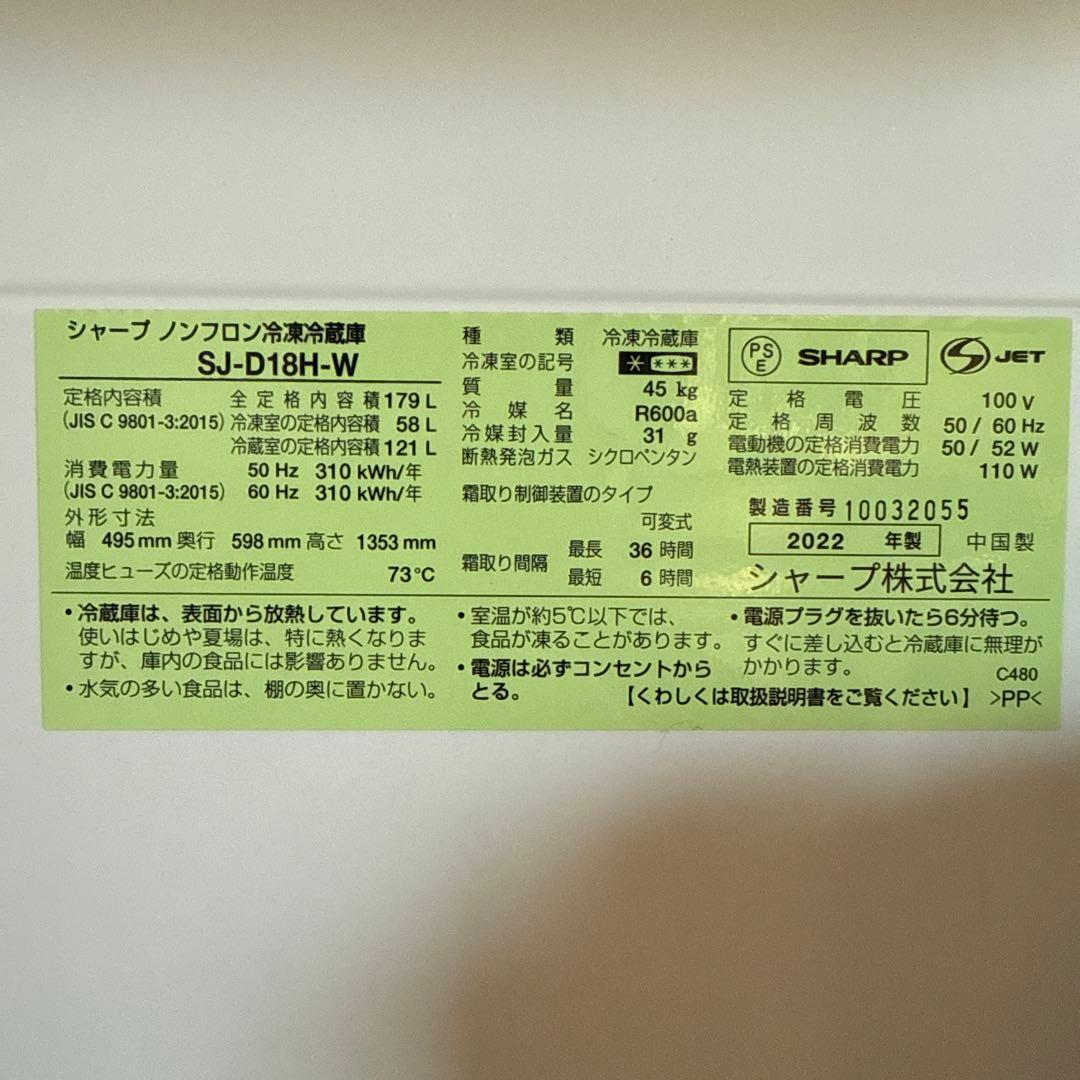 シャープ ノンフロン冷凍冷蔵庫
SJ-D18H-W
定格内容積 全定格内容積 179 L
(JIS C 9801-3:2015) 冷凍室の定格内容積 58 L
冷蔵室の定格内容積 121 L
消費電力量 50 Hz 310 kWh/年
(JIS C 9801-3:2015) 60 Hz 310 kWh/年
外形寸法
幅 495 mm 奥行 598 mm 高さ 1353 mm
温度ヒューズの定格動作温度 73℃
種類 冷凍冷蔵庫
冷凍室の記号 * ***
質量 45 kg
冷媒名 R600a
冷媒封入量 31 g
断熱発泡ガス シクロペンタン
霜取り制御装置のタイプ
可変式
霜取り間隔 最長 36 時間
最短 6 時間
PS E SHARP S JET
定格電圧 100 V
定格周波数 50 / 60 Hz
電動機の定格消費電力 50 / 52 W
電熱装置の定格消費電力 110 W
製造番号 10032055
2022 年製 中国製
シャープ株式会社
・冷蔵庫は、表面から放熱しています。
使いはじめや夏場は、特に熱くなりま
すが、庫内の食品には影響ありません。
・水気の多い食品は、棚の奥に置かない。
・室温が約5℃以下では、
食品が凍ることがあります。
・電源は必ずコンセントから
とる。
・電源プラグを抜いたら6分待つ。
すぐに差し込むと冷蔵庫に無理が
かかります。
C480
【くわしくは取扱説明書をご覧ください】 >PP<